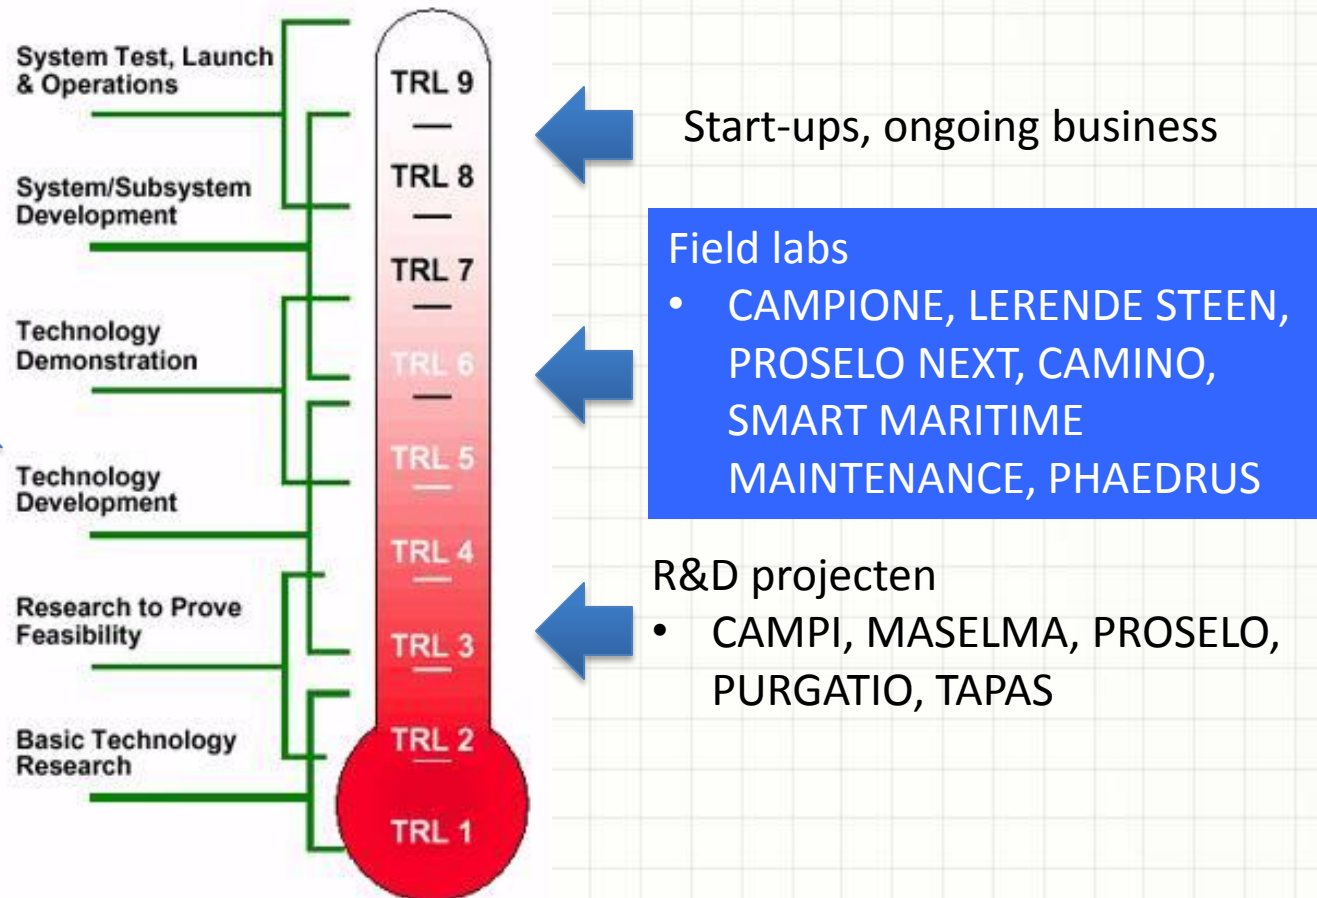 System Test, Launch
& Operations
System/Subsystem
Development
Technology
Demonstration
Technology
Development
Research to Prove
Feasibility
Basic Technology
Research
TRL 9
TRL 8
TRL 7
TRL 6
TRL 5
TRL 4
TRL 3
TRL 2
TRL 1
Start-ups, ongoing business
Field labs
• CAMPIONE, LERENDE STEEN,
PROSELO NEXT, CAMINO,
SMART MARITIME
MAINTENANCE, PHAEDRUS
R&D projecten
• CAMPI, MASELMA, PROSELO,
PURGATIO, TAPAS